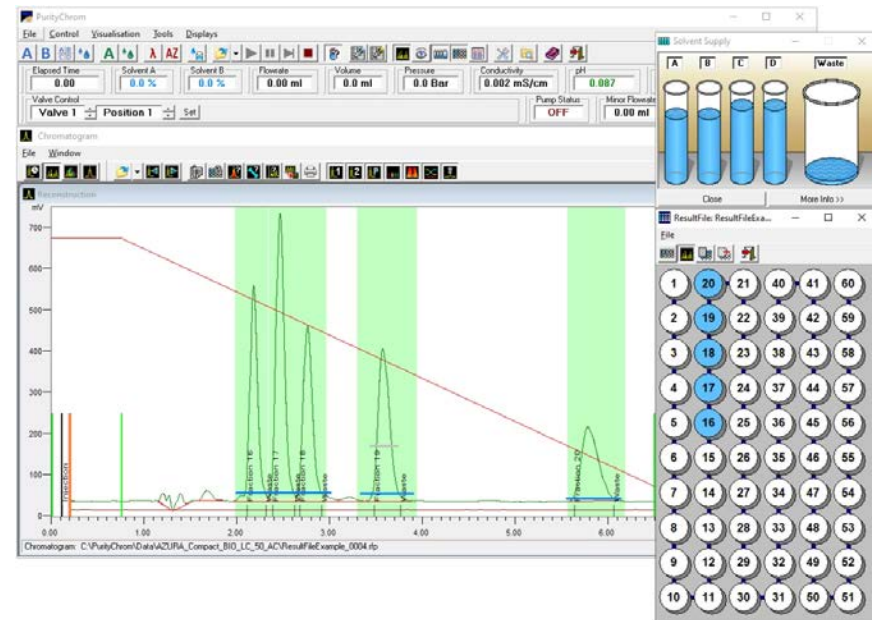 PurityChrom
File Control Visualisation Tools Displays
A B A λ AZ
Elapsed Time Solvent A Solvent B Flowrate Volume Pressure Conductivity pH
0.00 0.0 % 0.0 % 0.00 ml 0.0 ml 0.0 Bar 0.002 mS/cm 0.087
Valve Control Pump Status Minor Flowrate
Valve 1 Position 1 Set OFF 0.00 ml
Chromatogram
File Window
Reconstruction
mV
700
600
500
400
300
200
100
0
Injection
Fraction 16
Waste
Fraction 17
Waste
Fraction 18
Waste
Fraction 19
Waste
Fraction 20
Waste
0.00 1.00 2.00 3.00 4.00 5.00 6.00
Chromatogram: C:\PurityChrom\Data\AZURA_Compact_BIO_LC_50_AC\ResultFileExample_0004.rfp
Solvent Supply
A B C D Waste
Close More Info >>
ResultFile: ResultFileExa...
File
1 20 21 40 41 60
2 19 22 39 42 59
3 18 23 38 43 58
4 17 24 37 44 57
5 16 25 36 45 56
6 15 26 35 46 55
7 14 27 34 47 54
8 13 28 33 48 53
9 12 29 32 49 52
10 11 30 31 50 51